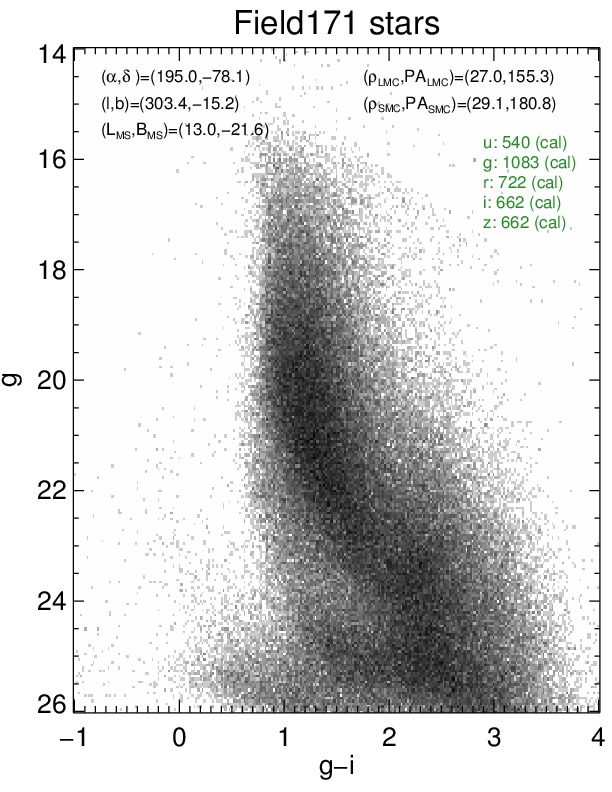 Field171 stars
(α,δ )=(195.0,−78.1)
(l,b)=(303.4,−15.2)
(LMS,BMS)=(13.0,−21.6)
(ρLMC,PALMC)=(27.0,155.3)
(ρSMC,PASMC)=(29.1,180.8)
u: 540 (cal)
g: 1083 (cal)
r: 722 (cal)
i: 662 (cal)
z: 662 (cal)
14
16
18
20
22
24
26
g
−1 0 1 2 3 4
g−i